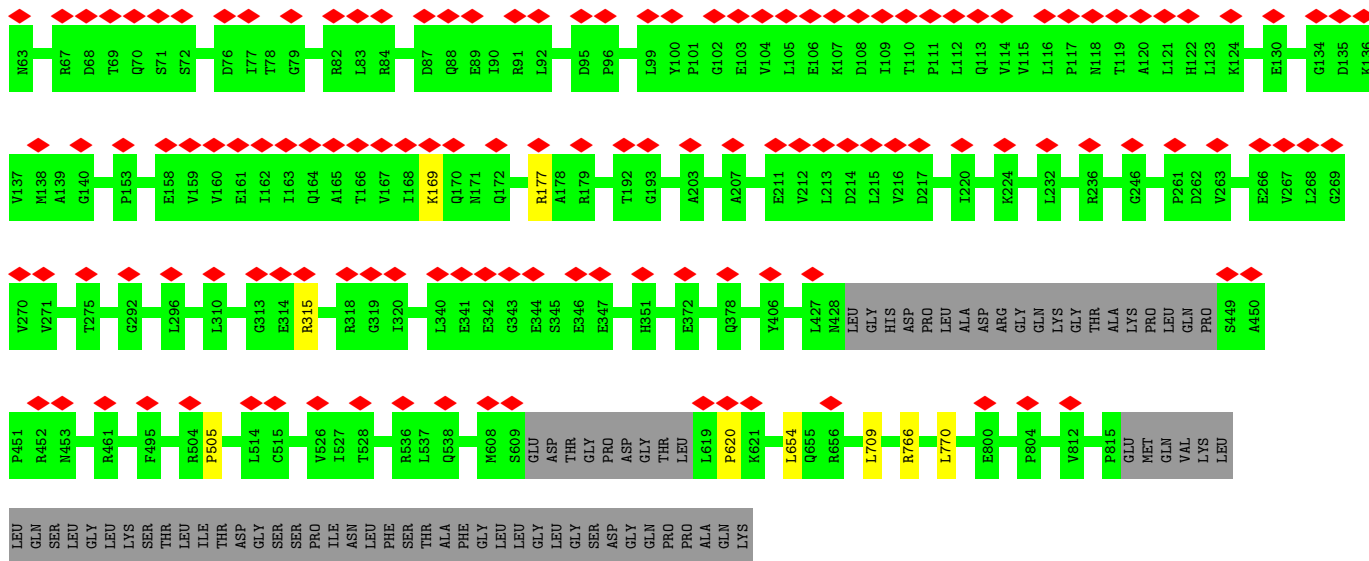 N63 R67 D68 T69 Q70 S71 S72 D76 I77 T78 G79 R82 L83 R84 D87 Q88 E89 I90 R91 L92 D95 P96 L99 Y100 P101 G102 E103 V104 L105 E106 K107 D108 I109 T110 P111 L112 Q113 V114 V115 L116 P117 N118 T119 A120 L121 H122 L123 K124 E130 G134 D135 K136
V137 M138 A139 G140 P153 E158 V159 V160 E161 I162 I163 Q164 A165 T166 V167 I168 K169 Q170 N171 Q172 R177 A178 R179 T192 G193 A203 A207 E211 V212 L213 D214 L215 V216 D217 I220 K224 L232 R236 G246 P261 D262 V263 E266 V267 L268 G269
V270 V271 T275 G292 L296 L310 G313 E314 R315 R318 G319 I320 L340 E341 E342 G343 E344 S345 E346 E347 H351 E372 Q378 Y406 L427 N428 LEU GLY HIS ASP PRO LEU ALA ASP ARG GLY GLN LYS GLY THR ALA LYS PRO LEU GLN PRO S449 A450
P451 R452 N453 R461 F495 R504 P505 L514 C515 V526 I527 T528 R536 L537 Q538 M608 S609 GLU ASP THR GLY PRO ASP GLY THR LEU L619 P620 K621 L654 Q655 R656 L709 R766 L770 E800 P804 V812 P815 GLU MET GLN VAL LYS LEU
LEU GLN SER LEU GLY LEU LYS SER THR LEU ILE THR ASP GLY SER SER PRO ILE ASN LEU PHE SER THR ALA PHE GLY LEU LEU GLY LEU GLY SER ASP GLY GLN PRO PRO ALA GLN LYS